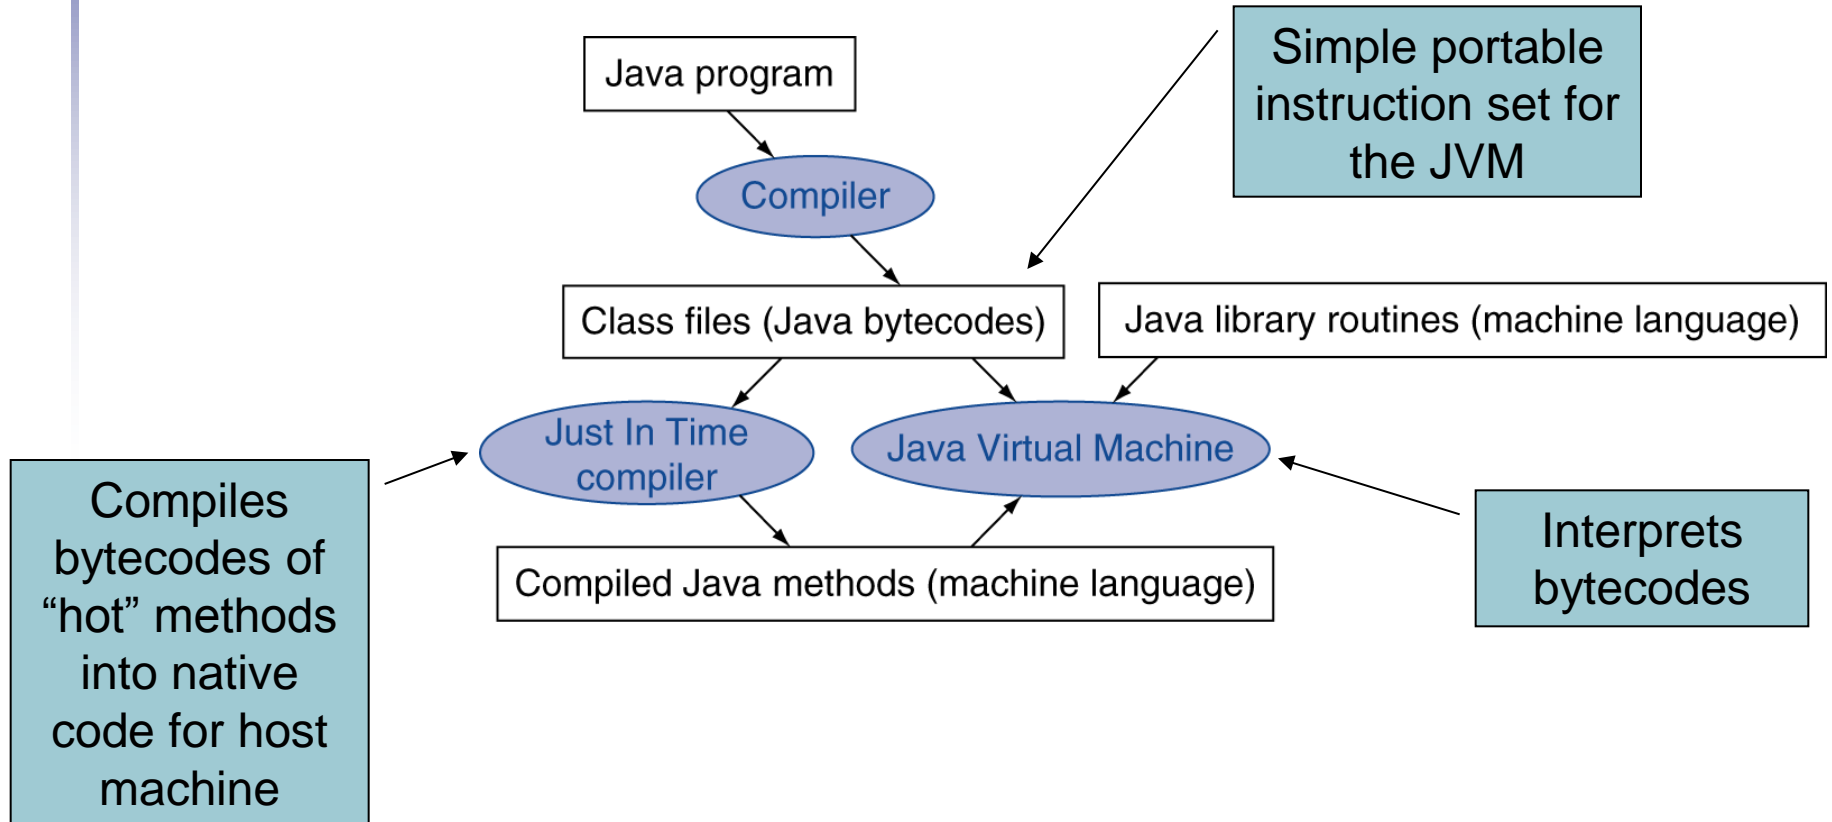 Java program
Simple portable
instruction set for
the JVM
Compiler
Class files (Java bytecodes)
Java library routines (machine language)
Just In Time
compiler
Java Virtual Machine
Compiles
bytecodes of
“hot” methods
into native
code for host
machine
Interprets
bytecodes
Compiled Java methods (machine language)